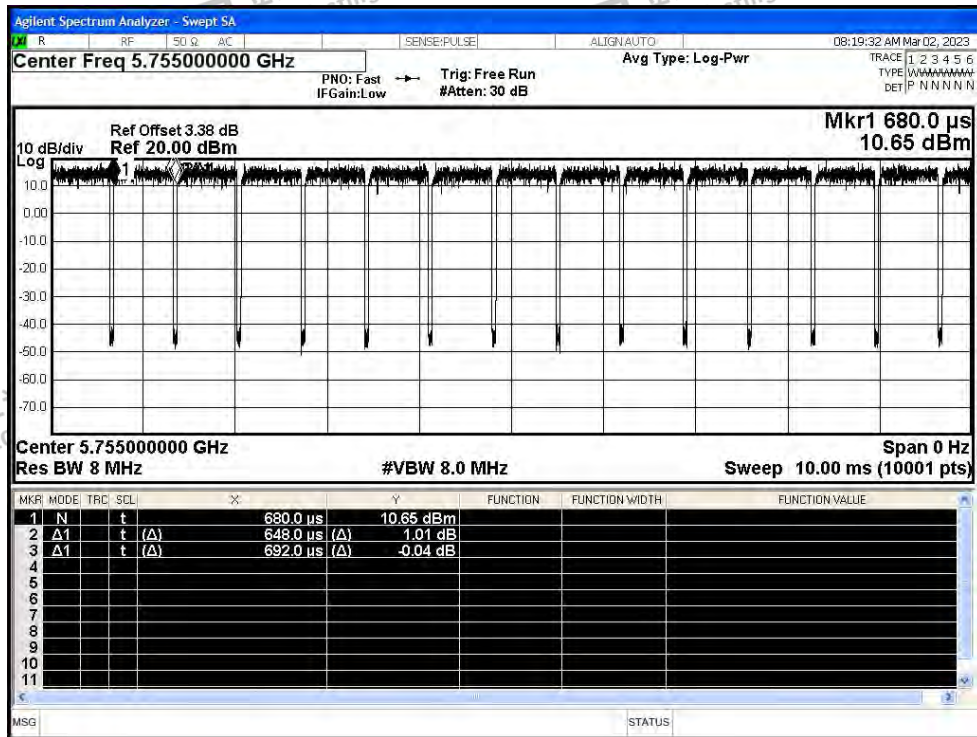 Agilent Spectrum Analyzer - Swept SA
LXI R RF 50 Ω AC SENSE:PULSE ALIGN AUTO 08:19:32 AM Mar 02, 2023
Center Freq 5.755000000 GHz
PNO: Fast
IFGain:Low
Trig: Free Run
#Atten: 30 dB
Avg Type: Log-Pwr
TRACE 1 2 3 4 5 6
TYPE WWWWWW
DET P N N N N N
Mkr1 680.0 µs
10.65 dBm
Ref Offset 3.38 dB
10 dB/div Ref 20.00 dBm
Log
1
10.0
0.00
-10.0
-20.0
-30.0
-40.0
-50.0
-60.0
-70.0
Center 5.755000000 GHz Span 0 Hz
Res BW 8 MHz #VBW 8.0 MHz Sweep 10.00 ms (10001 pts)
MKR MODE TRC SCL X Y FUNCTION FUNCTION WIDTH FUNCTION VALUE
1 N t 680.0 µs 10.65 dBm
2 Δ1 t (Δ) 648.0 µs (Δ) 1.01 dB
3 Δ1 t (Δ) 692.0 µs (Δ) -0.04 dB
4
5
6
7
8
9
10
11
MSG STATUS